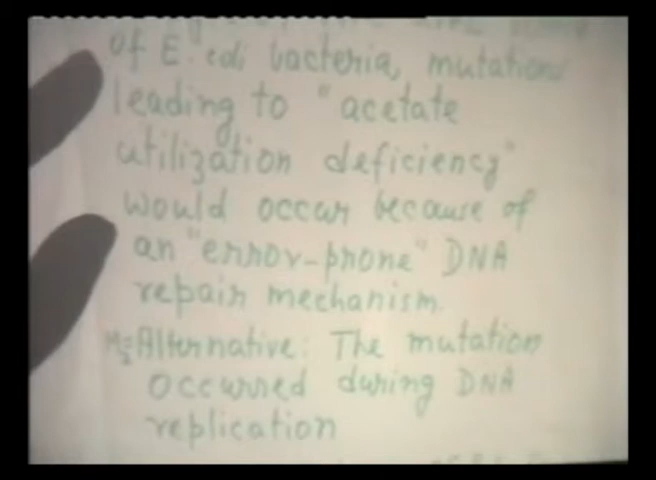 of E. coli bacteria, mutations
leading to "acetate
utilization deficiency"
would occur because of
an "error-prone" DNA
repair mechanism.
H₂: Alternative: The mutation
occurred during DNA
replication